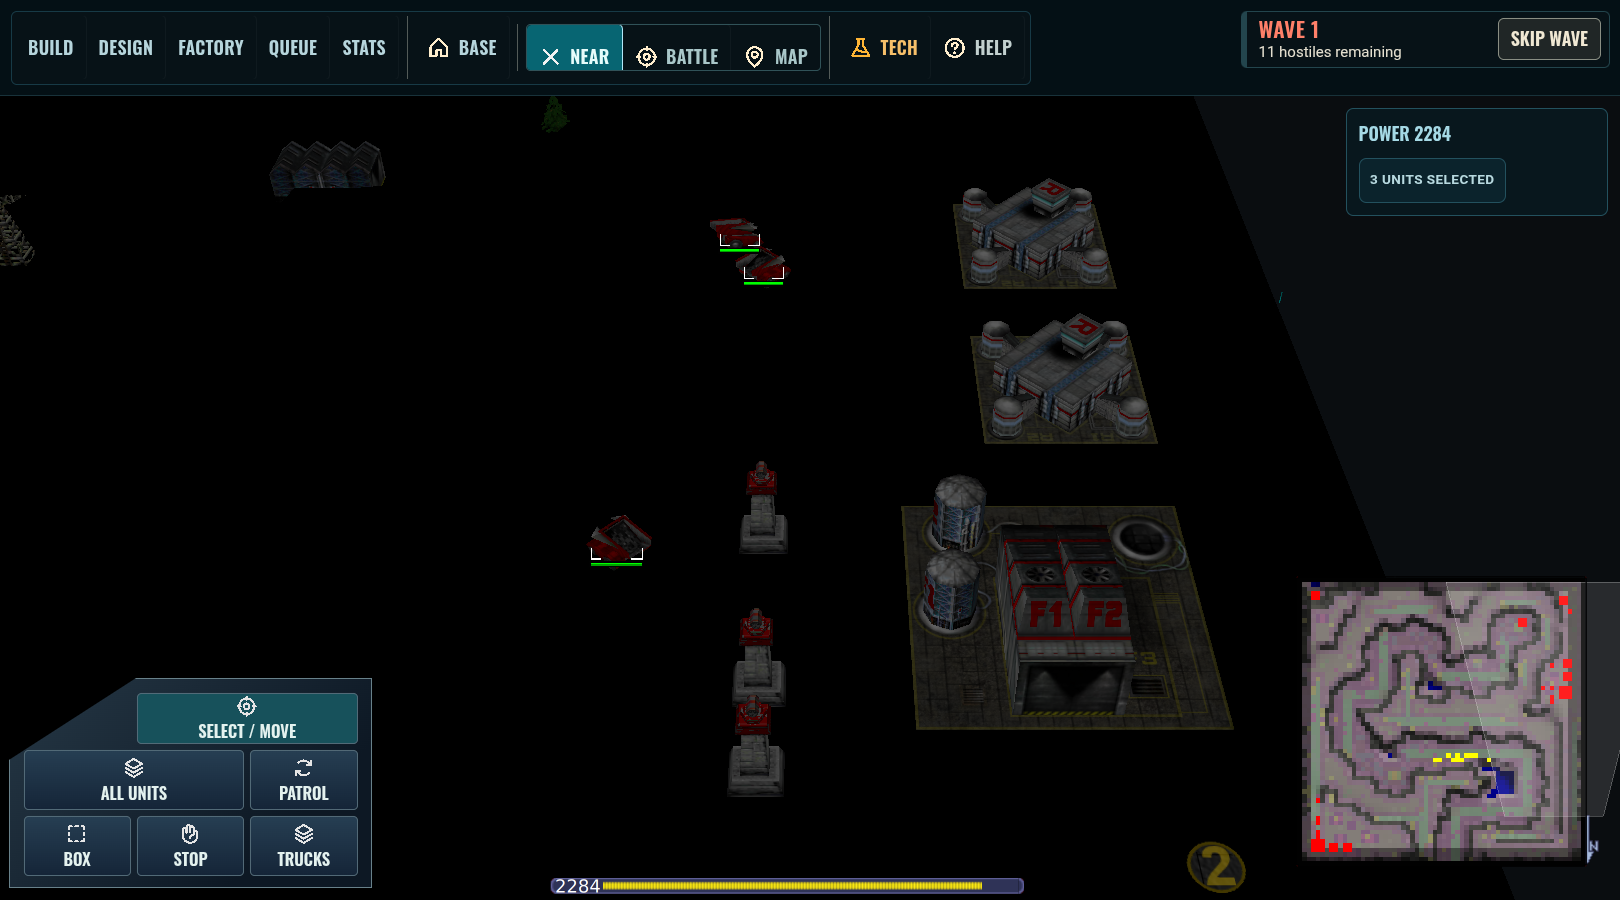 BUILD
DESIGN
FACTORY
QUEUE
STATS
BASE
NEAR
BATTLE
MAP
TECH
HELP
WAVE 1
11 hostiles remaining
SKIP WAVE
POWER 2284
3 UNITS SELECTED
R
R
F1 F2
SELECT / MOVE
ALL UNITS
PATROL
BOX
STOP
TRUCKS
2284
2
N